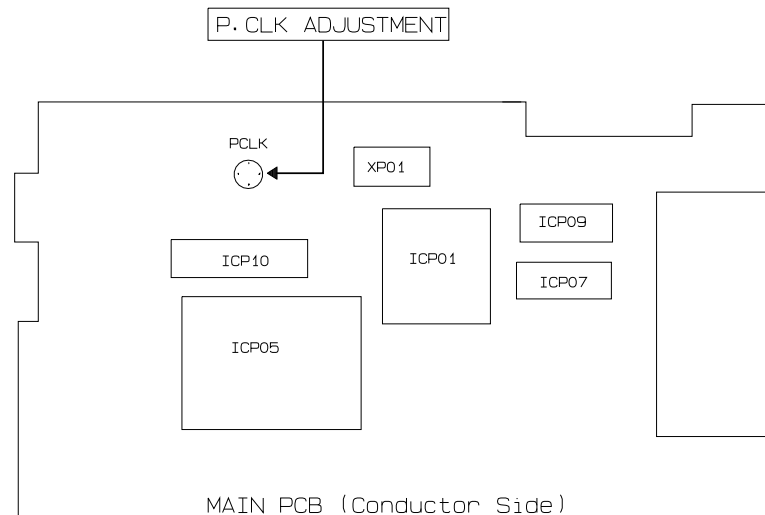 P. CLK ADJUSTMENT
PCLK
XP01
ICP09
ICP10
ICP01
ICP07
ICP05
MAIN PCB (Conductor Side)